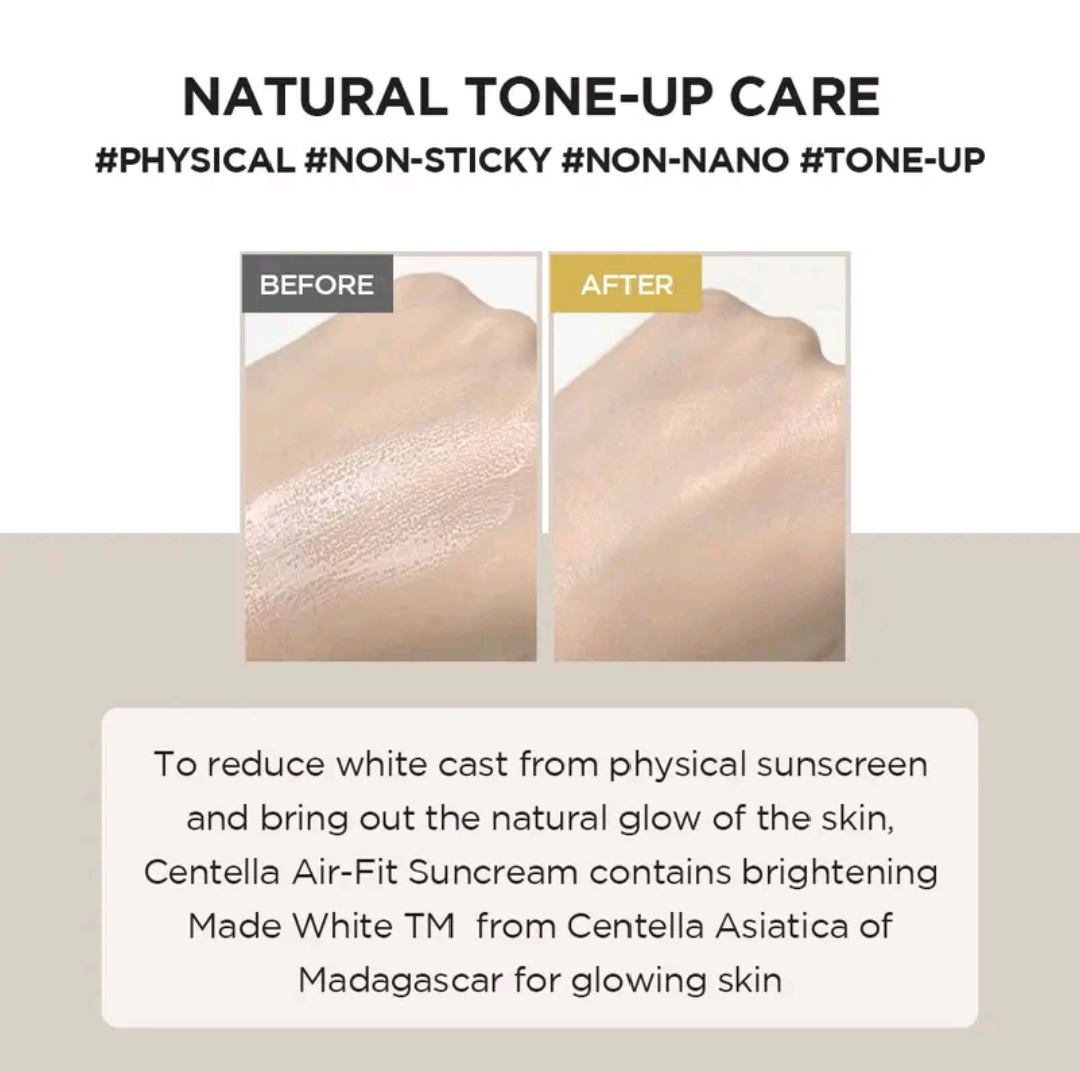 NATURAL TONE-UP CARE
#PHYSICAL #NON-STICKY #NON-NANO #TONE-UP
BEFORE
AFTER
To reduce white cast from physical sunscreen
and bring out the natural glow of the skin,
Centella Air-Fit Suncream contains brightening
Made White TM from Centella Asiatica of
Madagascar for glowing skin